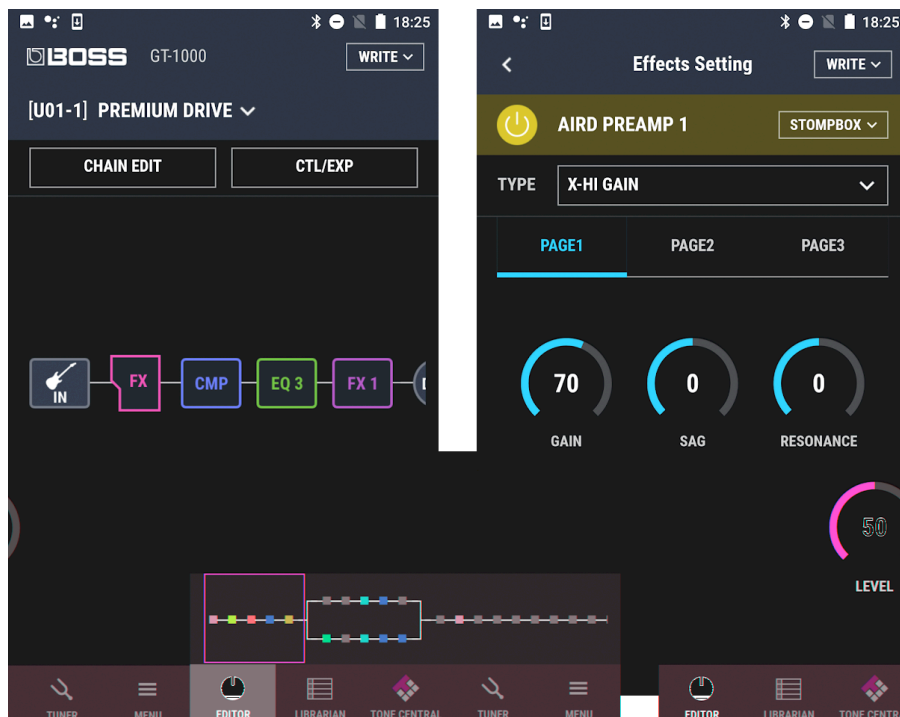 18:25
BOSS GT-1000
WRITE
[U01-1] PREMIUM DRIVE
CHAIN EDIT
CTL/EXP
IN
FX
CMP
EQ 3
FX 1
18:25
Effects Setting
WRITE
AIRD PREAMP 1
STOMPBOX
TYPE
X-HI GAIN
PAGE1
PAGE2
PAGE3
70
0
0
GAIN
SAG
RESONANCE
50
LEVEL
TUNER
MENU
EDITOR
LIBRARIAN
TONE CENTRAL
TUNER
MENU
EDITOR
LIBRARIAN
TONE CENTR